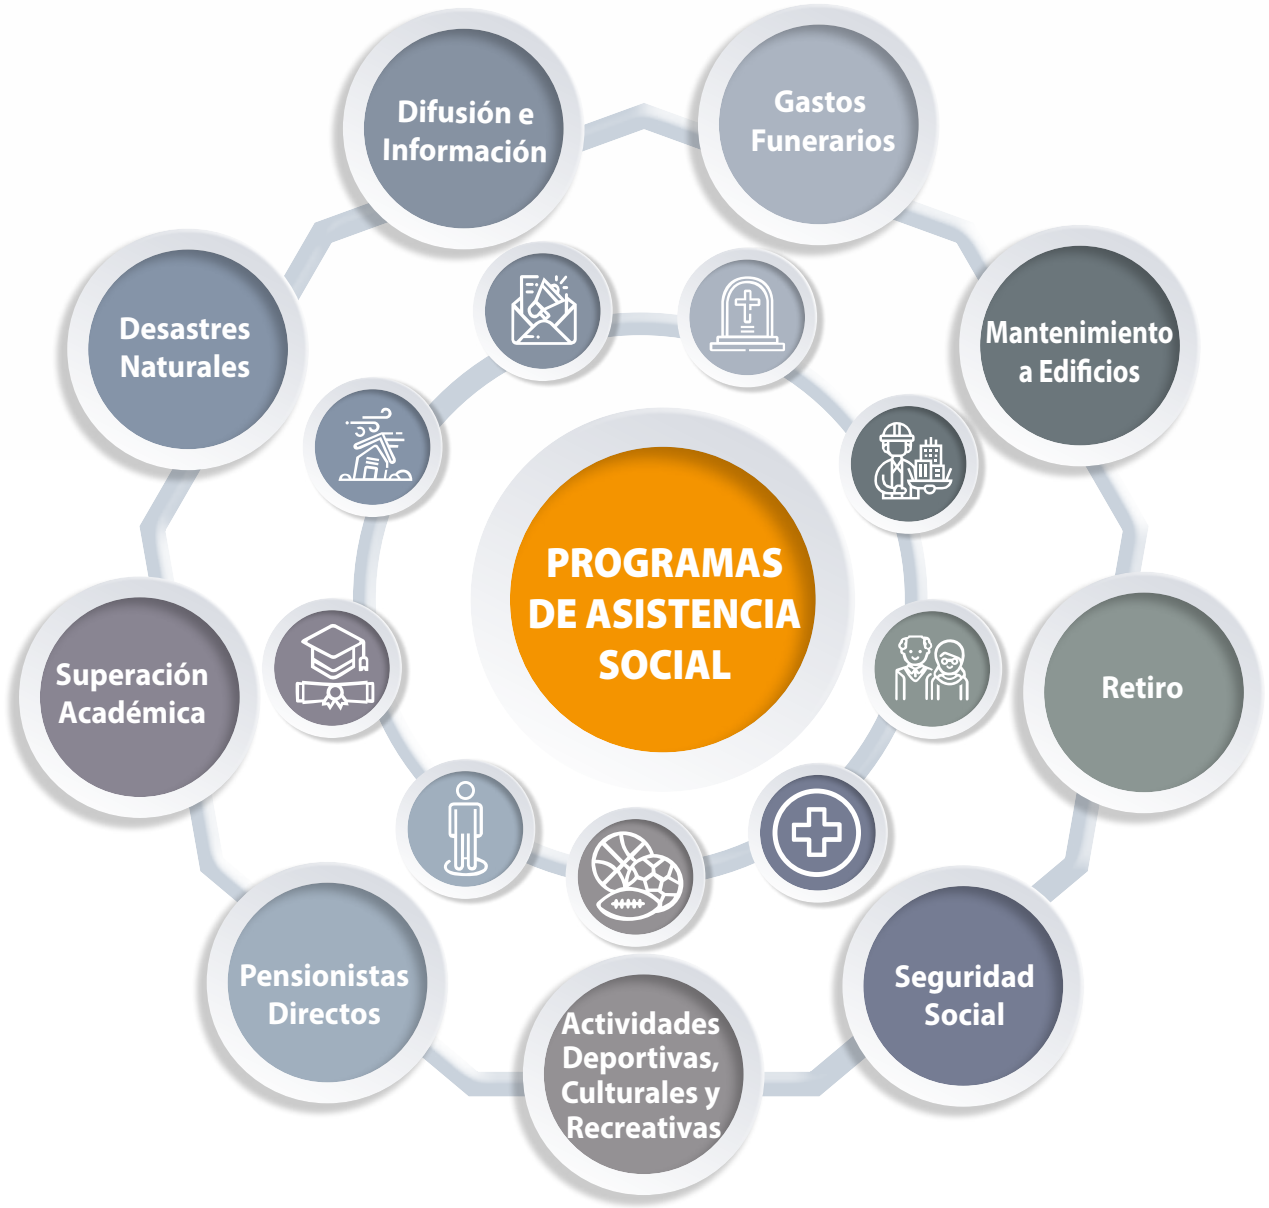 Difusión e
Información
Gastos
Funerarios
Desastres
Naturales
Mantenimiento
a Edificios
PROGRAMAS
DE ASISTENCIA
SOCIAL
Superación
Académica
Retiro
Pensionistas
Directos
Seguridad
Social
Actividades
Deportivas,
Culturales y
Recreativas